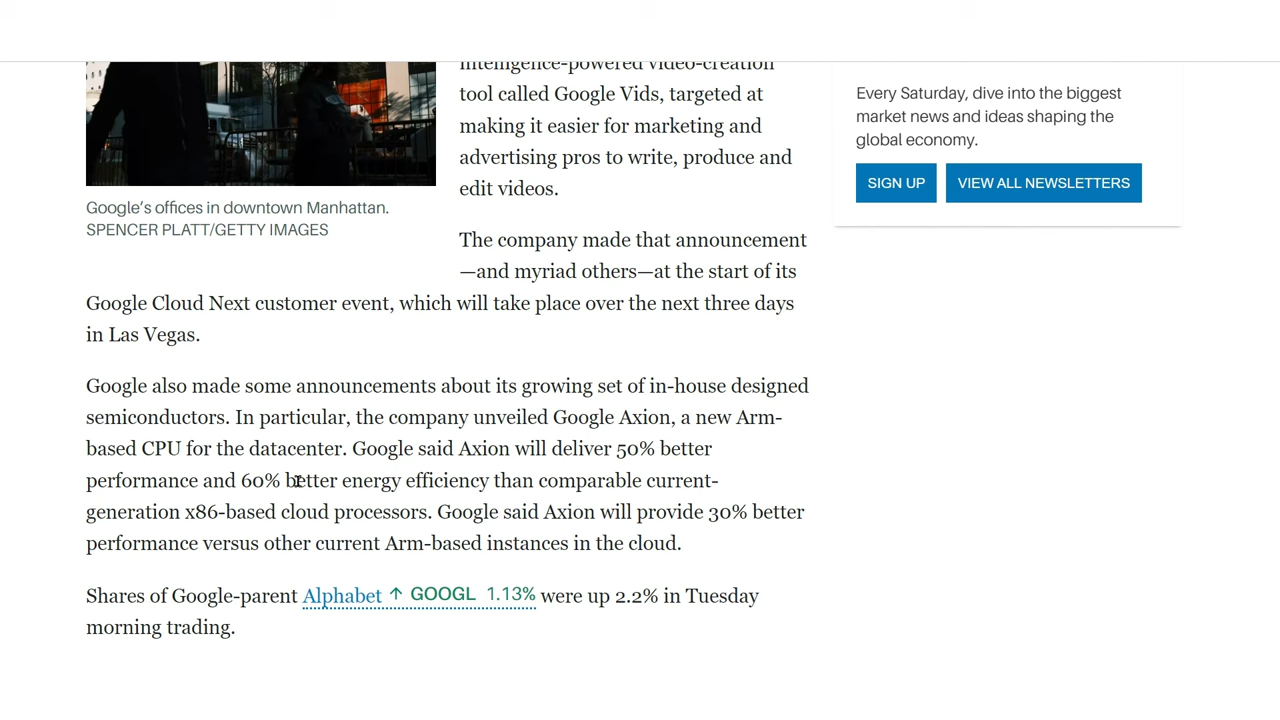 intelligence-powered video-creation
tool called Google Vids, targeted at
making it easier for marketing and
advertising pros to write, produce and
edit videos.
Google’s offices in downtown Manhattan.
SPENCER PLATT/GETTY IMAGES
The company made that announcement
—and myriad others—at the start of its
Google Cloud Next customer event, which will take place over the next three days
in Las Vegas.
Google also made some announcements about its growing set of in-house designed
semiconductors. In particular, the company unveiled Google Axion, a new Arm-
based CPU for the datacenter. Google said Axion will deliver 50% better
performance and 60% better energy efficiency than comparable current-
generation x86-based cloud processors. Google said Axion will provide 30% better
performance versus other current Arm-based instances in the cloud.
Shares of Google-parent Alphabet ↑ GOOGL 1.13% were up 2.2% in Tuesday
morning trading.
Every Saturday, dive into the biggest
market news and ideas shaping the
global economy.
SIGN UP
VIEW ALL NEWSLETTERS